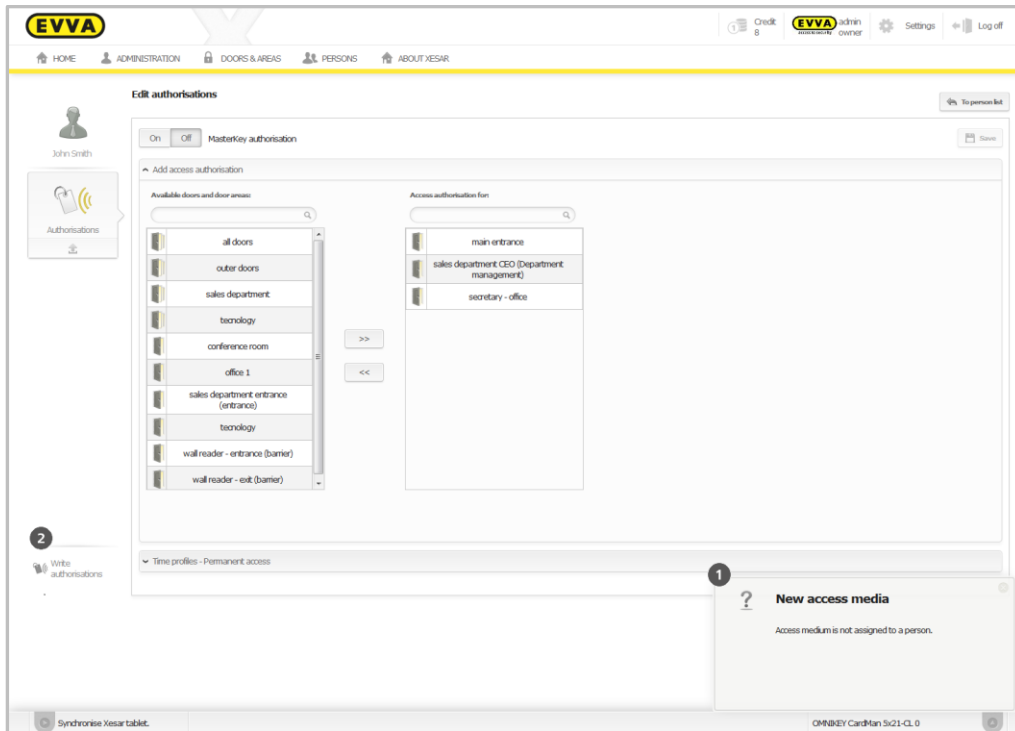 EVVA
Credit
8
EVVA
admin
owner
Settings
Log off
HOME
ADMINISTRATION
DOORS & AREAS
PERSONS
ABOUT XESAR
Edit authorisations
To person list
John Smith
On
Off
MasterKey authorisation
Save
Add access authorisation
Authorisations
Available doors and door areas:
Access authorisation for:
all doors
outer doors
sales department
tecnology
conference room
office 1
sales department entrance
(entrance)
tecnology
wall reader - entrance (barrier)
wall reader - exit (barrier)
>>
<<
main entrance
sales department CEO (Department
management)
secretary - office
2
Write
authorisations
Time profiles - Permanent access
1
?
New access media
Access medium is not assigned to a person.
Synchronise Xesar tablet.
OMNIKEY CardMan 5x21-CL 0